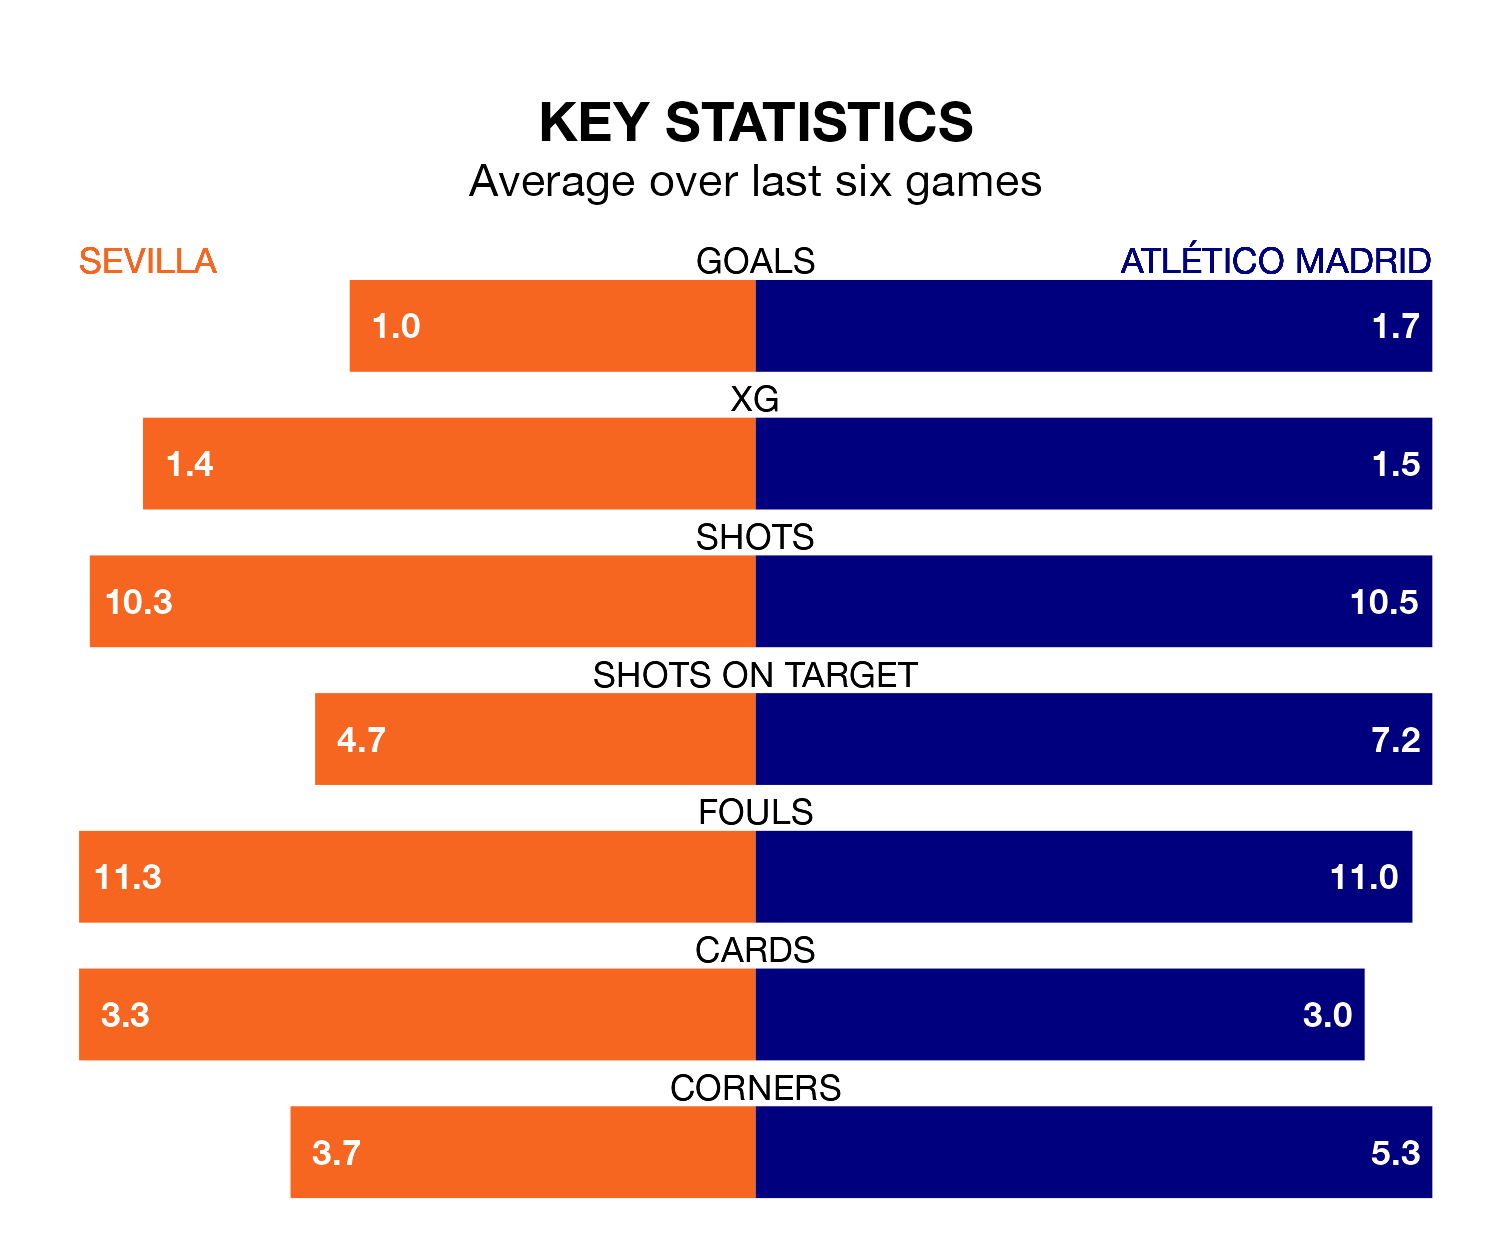 KEY STATISTICS
Average over last six games
SEVILLA GOALS ATLÉTICO MADRID
1.0 1.7
XG
1.4 1.5
SHOTS
10.3 10.5
SHOTS ON TARGET
4.7 7.2
FOULS
11.3 11.0
CARDS
3.3 3.0
CORNERS
3.7 5.3